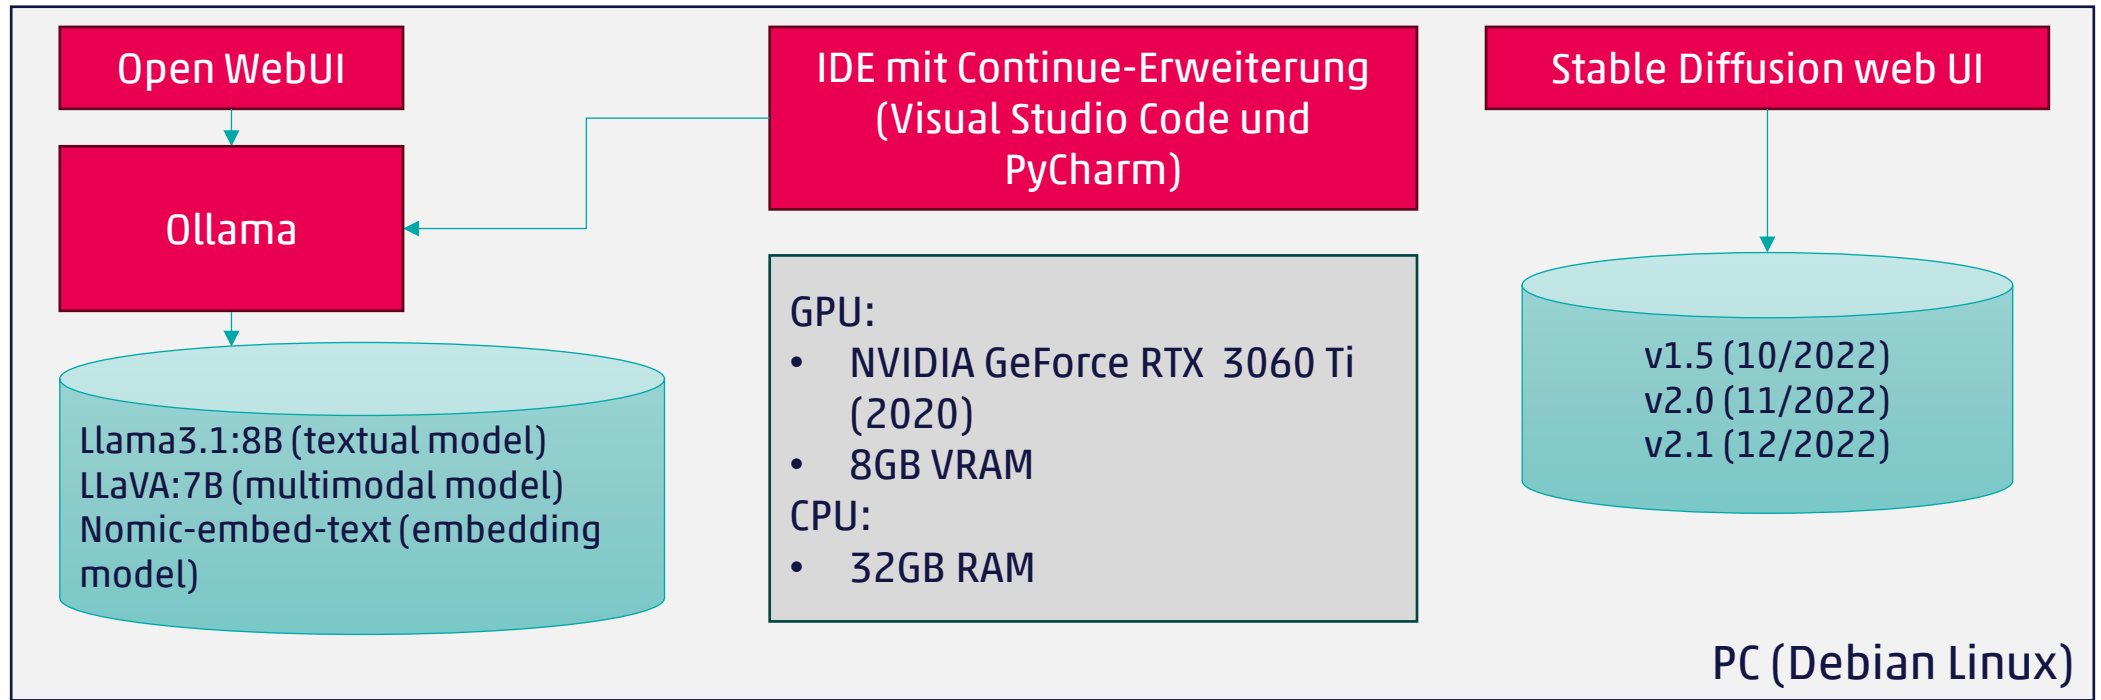 Open WebUI
Ollama
Llama3.1:8B (textual model)
LLaVA:7B (multimodal model)
Nomic-embed-text (embedding
model)
IDE mit Continue-Erweiterung
(Visual Studio Code und
PyCharm)
GPU:
• NVIDIA GeForce RTX 3060 Ti
(2020)
• 8GB VRAM
CPU:
• 32GB RAM
Stable Diffusion web UI
v1.5 (10/2022)
v2.0 (11/2022)
v2.1 (12/2022)
PC (Debian Linux)